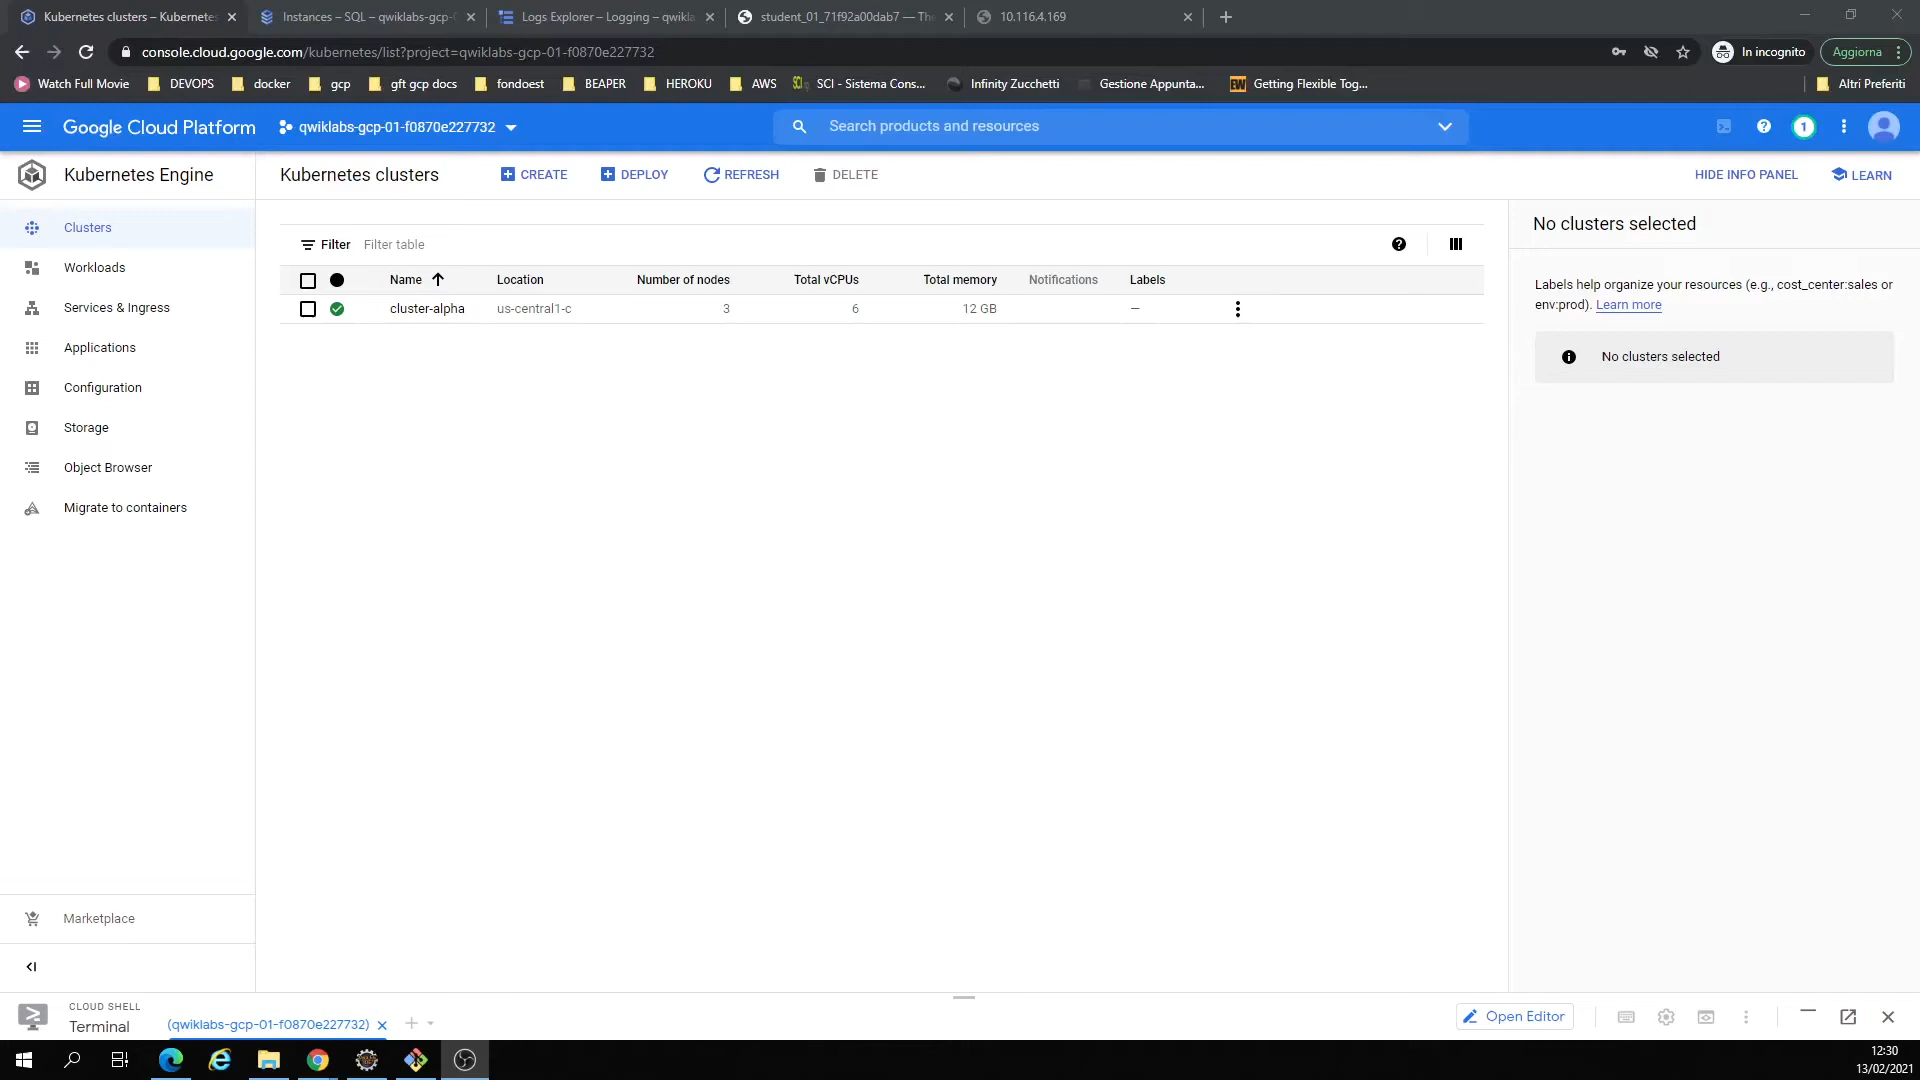 Kubernetes clusters – Kubernetes
Instances – SQL – qwiklabs-gcp-
Logs Explorer – Logging – qwikla
student_01_71f92a00dab7 — The
10.116.4.169
console.cloud.google.com/kubernetes/list?project=qwiklabs-gcp-01-f0870e227732
In incognito
Aggiorna
Watch Full Movie
DEVOPS
docker
gcp
gft gcp docs
fondoest
BEAPER
HEROKU
AWS
SCI - Sistema Cons...
Infinity Zucchetti
Gestione Appunta...
Getting Flexible Tog...
Altri Preferiti
Google Cloud Platform
qwiklabs-gcp-01-f0870e227732
Search products and resources
1
Kubernetes Engine
Kubernetes clusters
CREATE
DEPLOY
REFRESH
DELETE
HIDE INFO PANEL
LEARN
Clusters
Workloads
Services & Ingress
Applications
Configuration
Storage
Object Browser
Migrate to containers
Marketplace
Filter Filter table
Name Location Number of nodes Total vCPUs Total memory Notifications Labels
cluster-alpha us-central1-c 3 6 12 GB —
No clusters selected
Labels help organize your resources (e.g., cost_center:sales or
env:prod). Learn more
No clusters selected
CLOUD SHELL
Terminal
(qwiklabs-gcp-01-f0870e227732)
Open Editor
12:30
13/02/2021